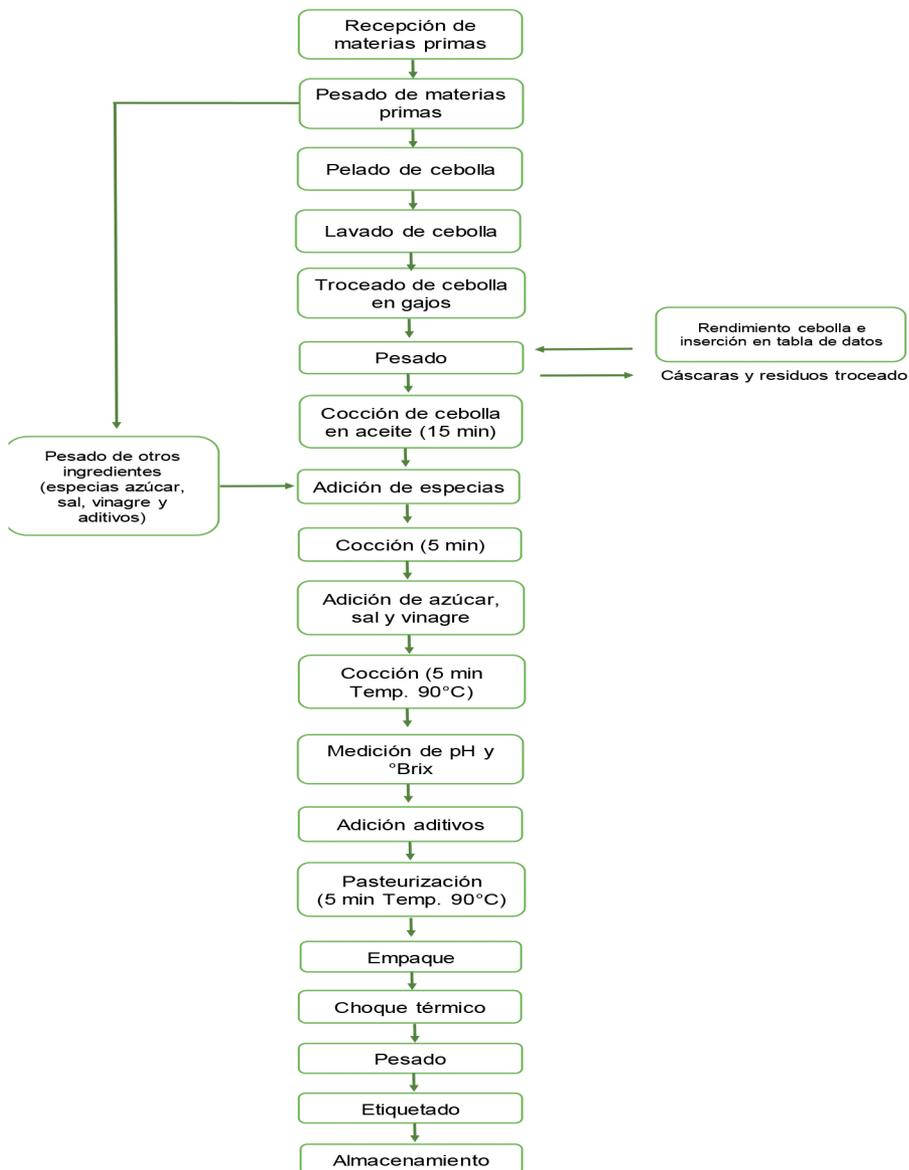 Recepción de
materias primas
Pesado de materias
primas
Pelado de cebolla
Lavado de cebolla
Troceado de cebolla
en gajos
Rendimiento cebolla e
inserción en tabla de datos
Pesado
Cáscaras y residuos troceado
Cocción de cebolla
en aceite (15 min)
Pesado de otros
ingredientes
(especias azúcar,
sal, vinagre y
aditivos)
Adición de especias
Cocción (5 min)
Adición de azúcar,
sal y vinagre
Cocción (5 min
Temp. 90°C)
Medición de pH y
°Brix
Adición aditivos
Pasteurización
(5 min Temp. 90°C)
Empaque
Choque térmico
Pesado
Etiquetado
Almacenamiento